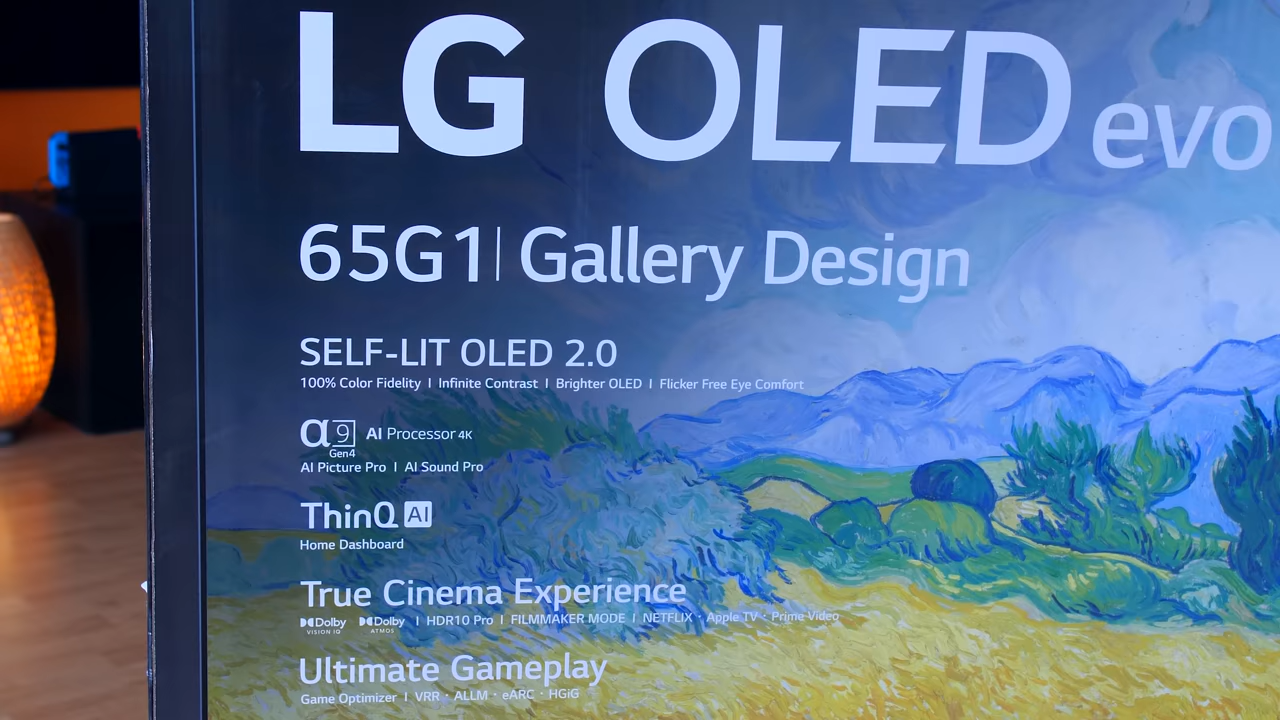 LG OLED evo
65G1 | Gallery Design
SELF-LIT OLED 2.0
100% Color Fidelity I Infinite Contrast I Brighter OLED I Flicker Free Eye Comfort
α9 AI Processor 4K
Gen4
AI Picture Pro I AI Sound Pro
ThinQ AI
Home Dashboard
True Cinema Experience
Dolby VISION IQ Dolby ATMOS I HDR10 Pro I FILMMAKER MODE I NETFLIX · Apple TV · Prime Video
Ultimate Gameplay
Game Optimizer I VRR · ALLM · eARC · HGiG